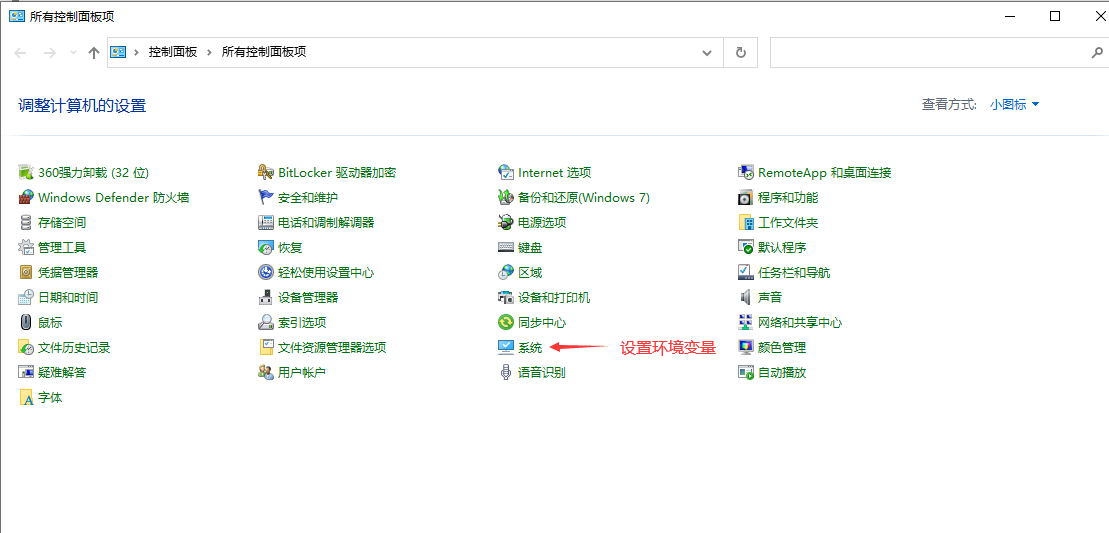 所有控制面板项
控制面板 › 所有控制面板项
调整计算机的设置
查看方式: 小图标
360强力卸载 (32 位) BitLocker 驱动器加密 Internet 选项 RemoteApp 和桌面连接
Windows Defender 防火墙 安全和维护 备份和还原(Windows 7) 程序和功能
存储空间 电话和调制解调器 电源选项 工作文件夹
管理工具 恢复 键盘 默认程序
凭据管理器 轻松使用设置中心 区域 任务栏和导航
日期和时间 设备管理器 设备和打印机 声音
鼠标 索引选项 同步中心 网络和共享中心
文件历史记录 文件资源管理器选项 系统 设置环境变量 颜色管理
疑难解答 用户帐户 语音识别 自动播放
字体